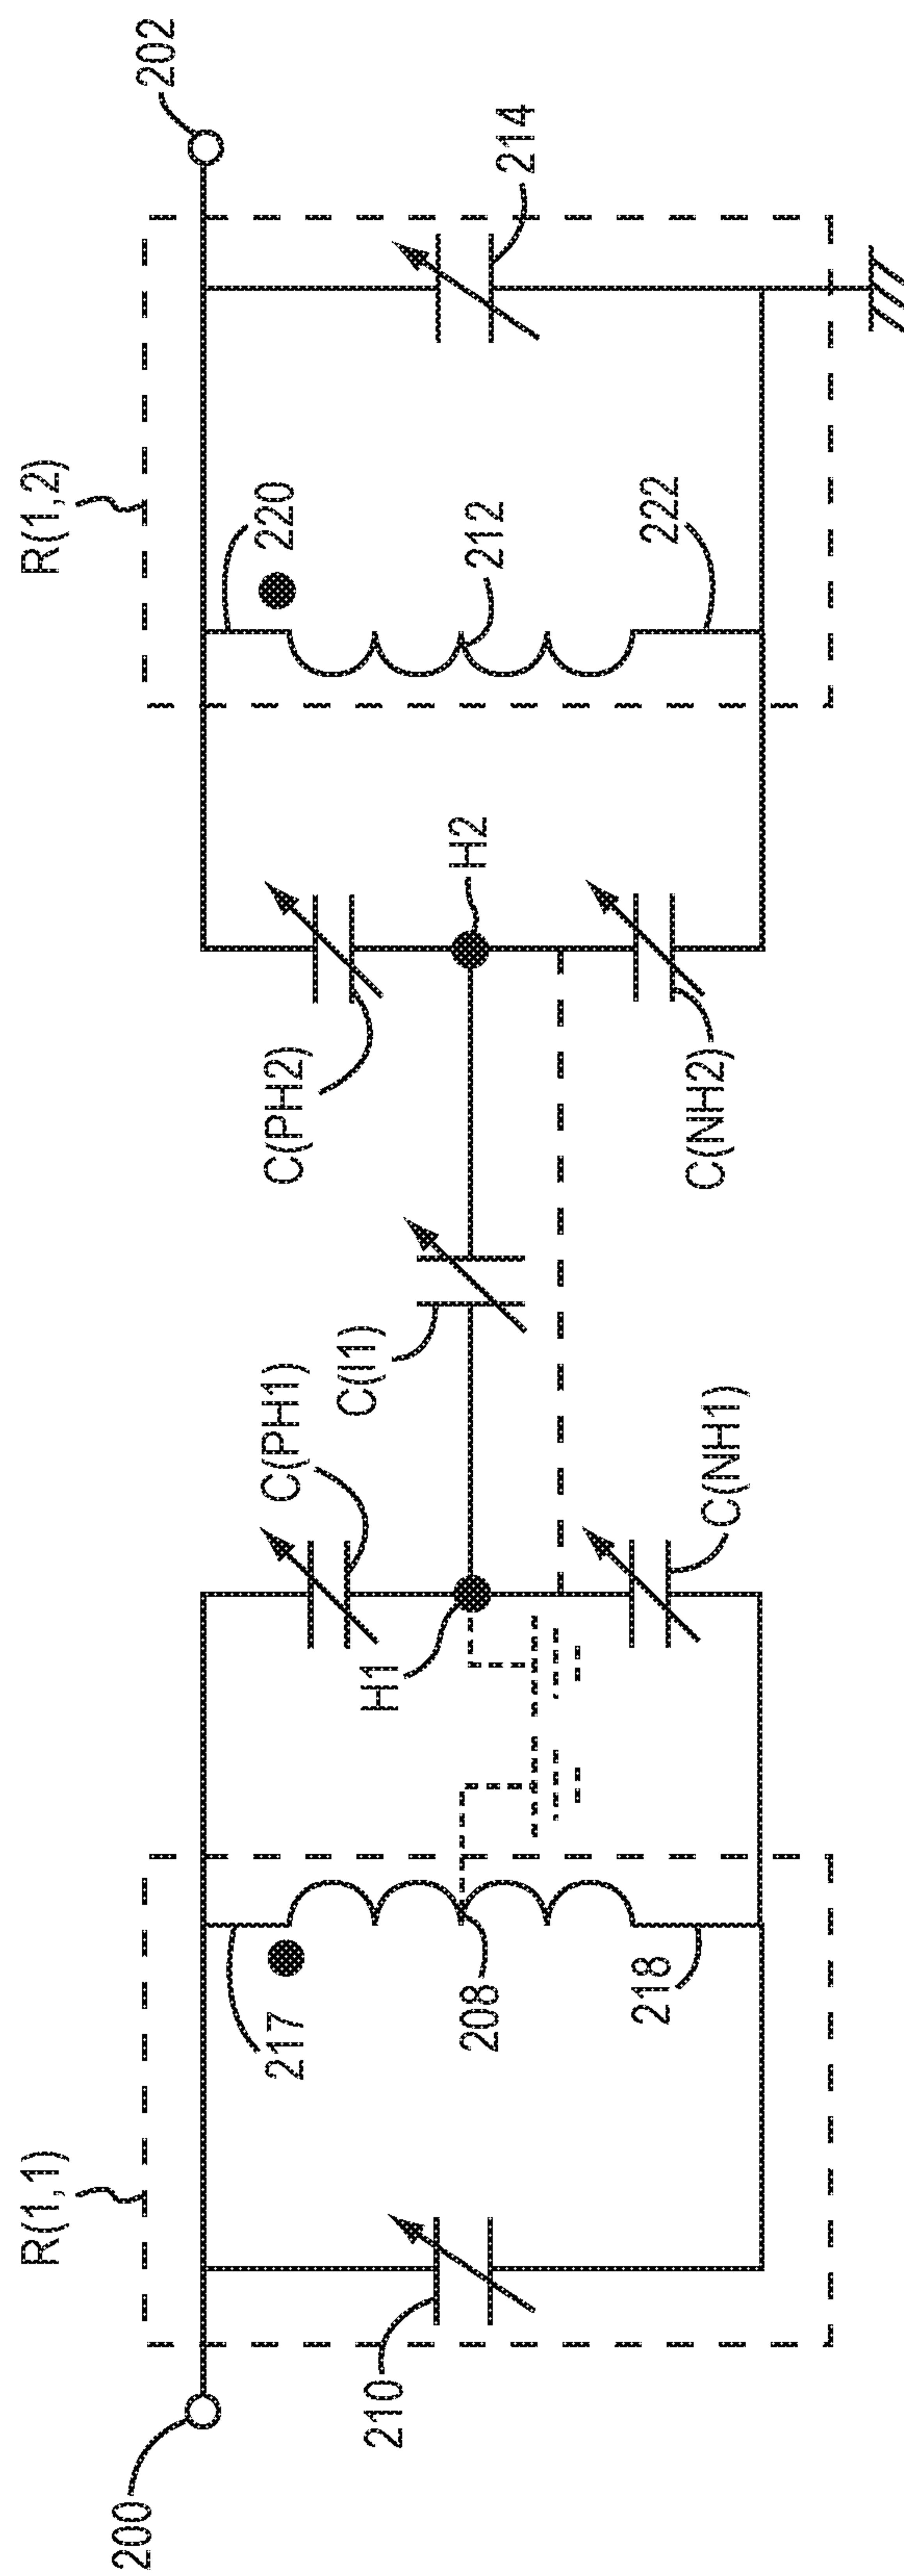 R(1,1)
R(1,2)
200
202
217
220
C(PH1)
C(PH2)
210
H1
C(I1)
H2
214
208
212
218
C(NH1)
C(NH2)
222